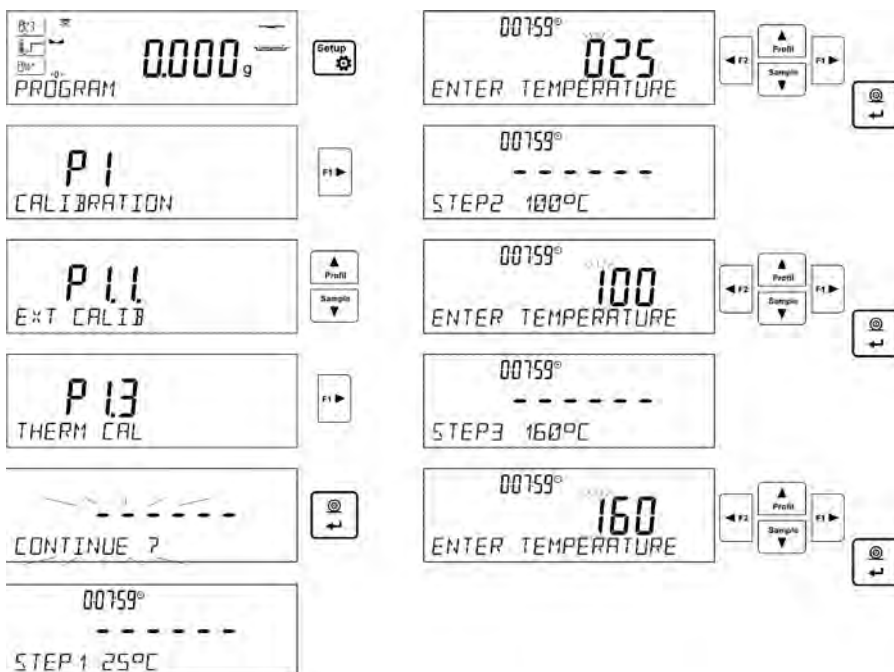 0.000 g
PROGRAM
Setup
P1
CALIBRATION
F1
P1.1.
EXT CALIB
Profil
Sample
P1.3
THERM CAL
F1
CONTINUE ?
00759
STEP1 25°C
00759
025
ENTER TEMPERATURE
F2
Profil
Sample
F1
00759
STEP2 100°C
00759
100
ENTER TEMPERATURE
F2
Profil
Sample
F1
00759
STEP3 160°C
00759
160
ENTER TEMPERATURE
F2
Profil
Sample
F1